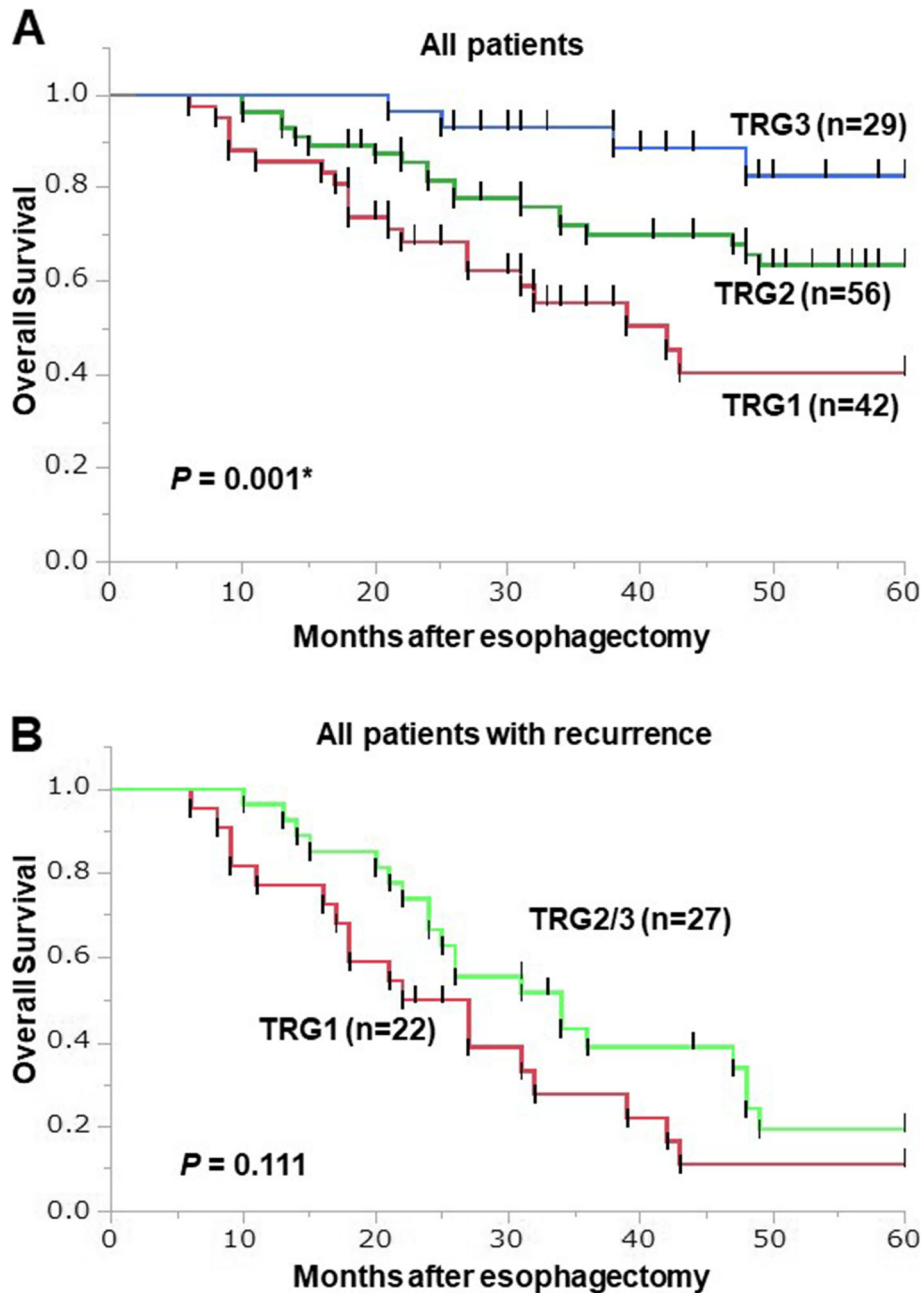 A
All patients
Overall Survival
1.0
0.8
0.6
0.4
0.2
0.0
TRG3 (n=29)
TRG2 (n=56)
TRG1 (n=42)
P = 0.001*
0 10 20 30 40 50 60
Months after esophagectomy
B
All patients with recurrence
Overall Survival
1.0
0.8
0.6
0.4
0.2
0.0
TRG2/3 (n=27)
TRG1 (n=22)
P = 0.111
0 10 20 30 40 50 60
Months after esophagectomy